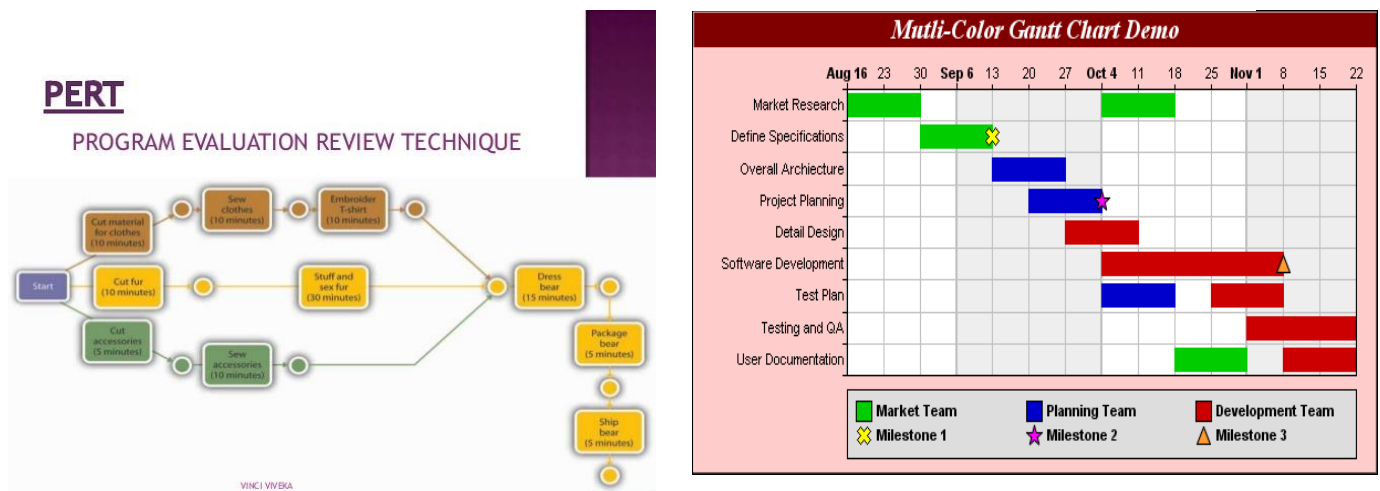 PERT
PROGRAM EVALUATION REVIEW TECHNIQUE
Start
Cut material
for clothes
(10 minutes)
Sew
clothes
(10 minutes)
Embroider
T-shirt
(10 minutes)
Cut fur
(10 minutes)
Stuff and
sex fur
(30 minutes)
Dress
bear
(15 minutes)
Cut
accessories
(5 minutes)
Sew
accessories
(10 minutes)
Package
bear
(5 minutes)
Ship
bear
(5 minutes)
VINCI VIVEKA
Mutli-Color Gantt Chart Demo
Aug 16 23 30 Sep 6 13 20 27 Oct 4 11 18 25 Nov 1 8 15 22
Market Research
Define Specifications
Overall Archiecture
Project Planning
Detail Design
Software Development
Test Plan
Testing and QA
User Documentation
Market Team Planning Team Development Team
Milestone 1 Milestone 2 Milestone 3